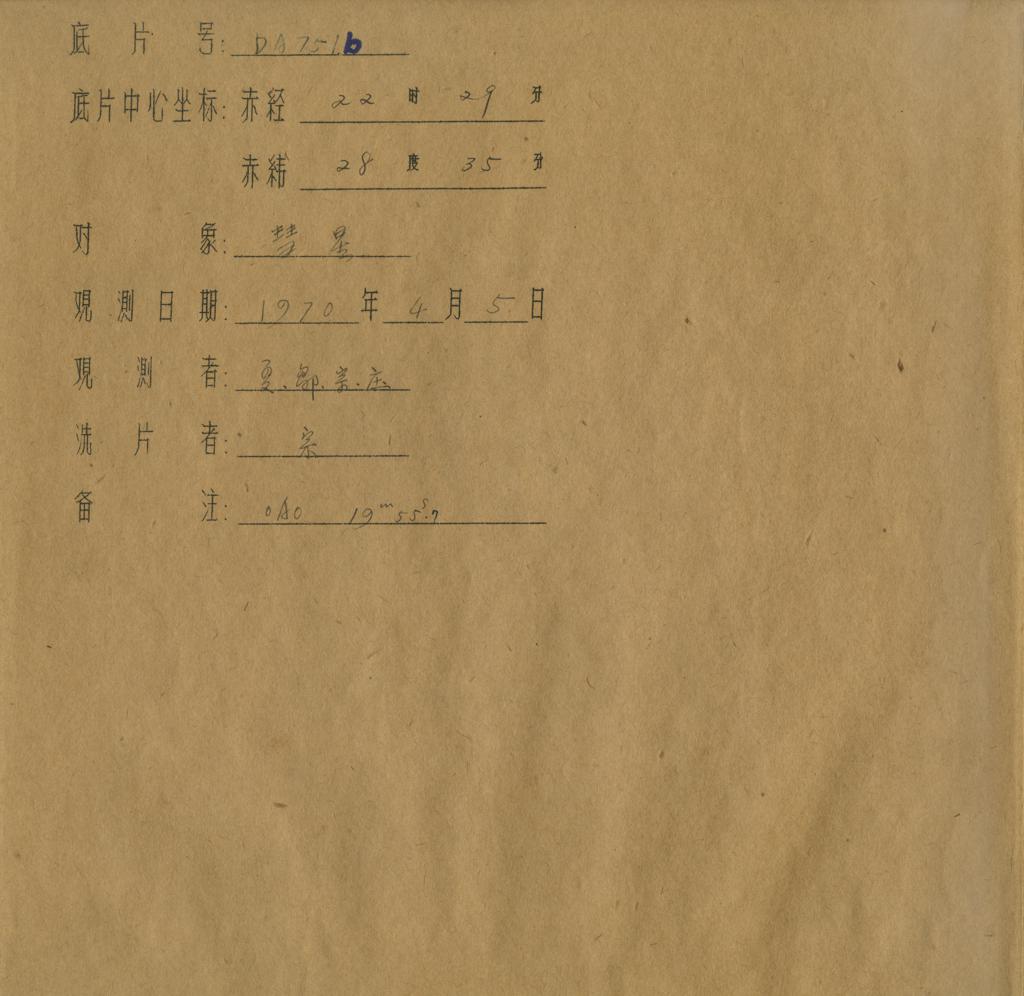 底片号: DA751b
底片中心坐标: 赤经 22 时 29 分
赤纬 28 度 35 分
对象: 彗星
观测日期: 1970 年 4 月 5 日
观测者: 夏、邹、宗、庄
洗片者: 宗
备注: OAO 19ᵐ55ˢ.7